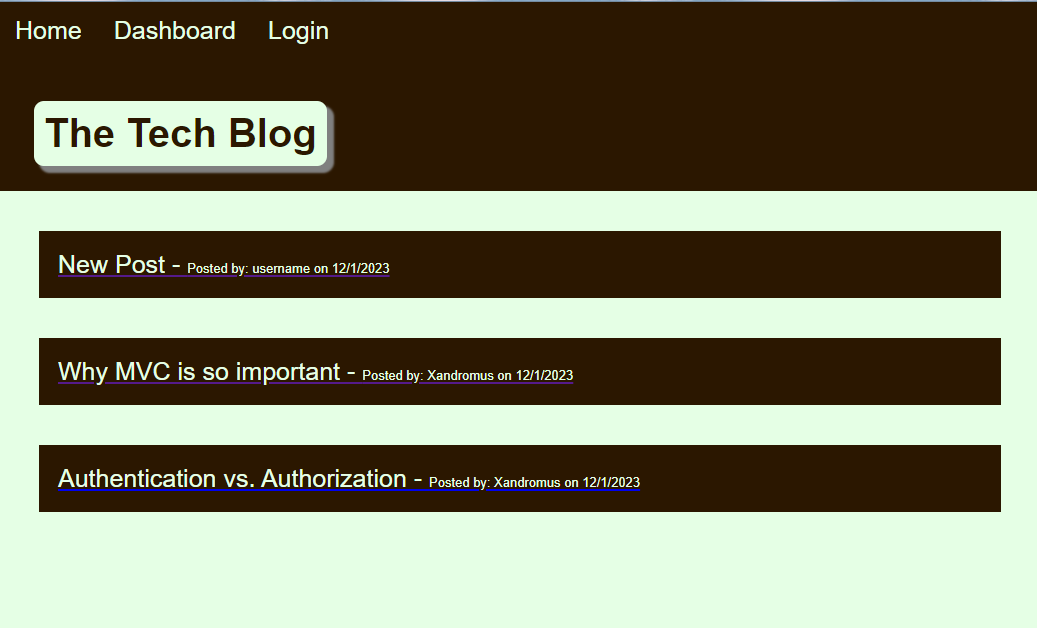 Home Dashboard Login
The Tech Blog
New Post - Posted by: username on 12/1/2023
Why MVC is so important - Posted by: Xandromus on 12/1/2023
Authentication vs. Authorization - Posted by: Xandromus on 12/1/2023